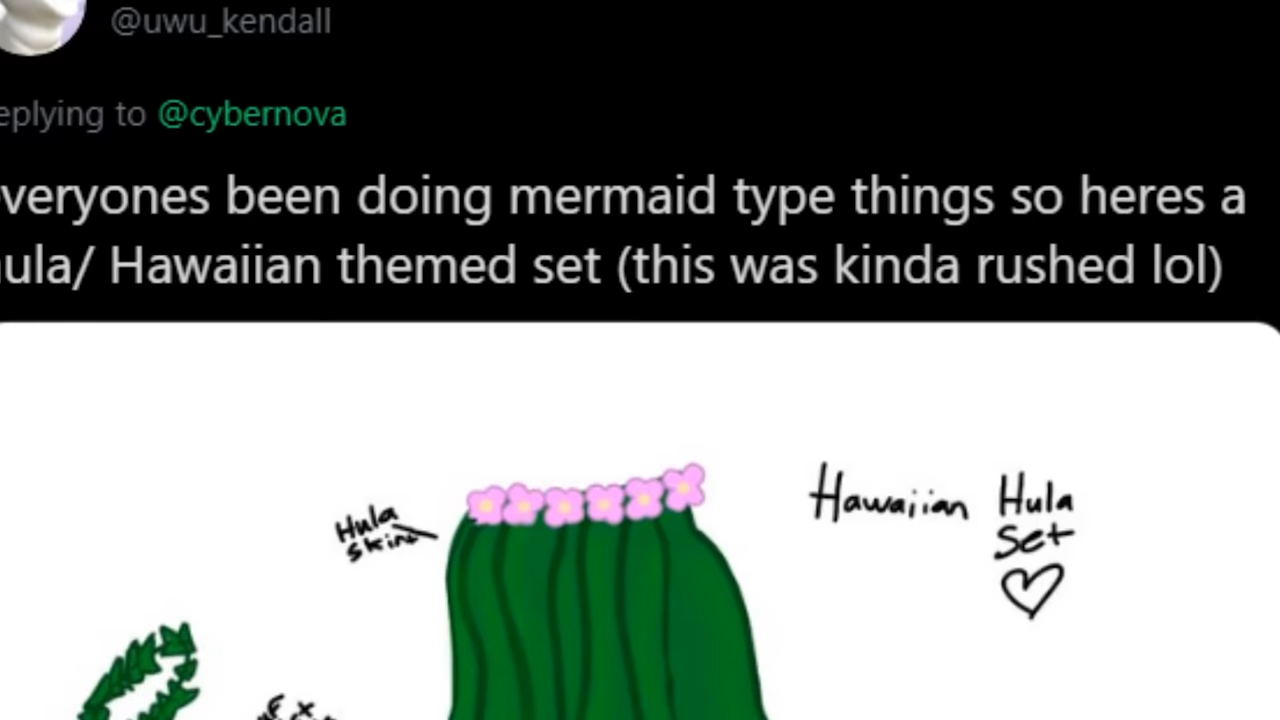 @uwu_kendall
eplying to @cybernova
veryones been doing mermaid type things so heres a
ula/ Hawaiian themed set (this was kinda rushed lol)
Hawaiian Hula
Set
Hula
skirt